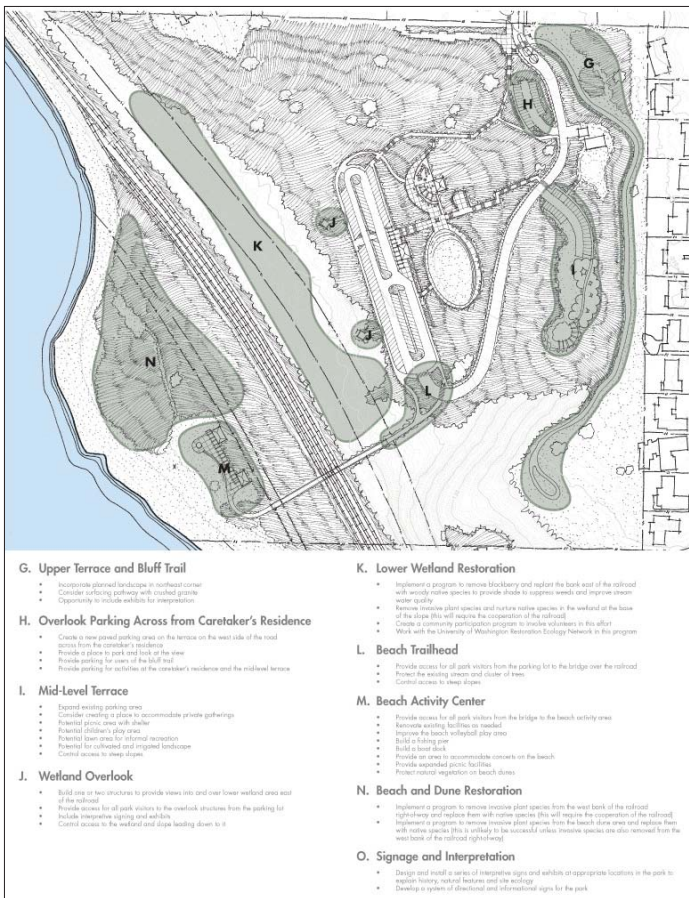 G
H
J
K
I
J
N
L
M
G. Upper Terrace and Bluff Trail
Incorporate planned landscape in northeast corner
Consider surfacing pathway with crushed granite
Opportunity to include exhibits for interpretation
H. Overlook Parking Across from Caretaker's Residence
Create a new paved parking area on the terrace on the west side of the road
across from the caretaker's residence
Provide a place to park and look at the view
Provide parking for users of the bluff trail
Provide parking for activities at the caretaker's residence and the mid-level terrace
I. Mid-Level Terrace
Expand existing parking area
Consider creating a place to accommodate private gatherings
Potential picnic area with shelter
Potential children's play area
Potential lawn area for informal recreation
Potential for cultivated and irrigated landscape
Control access to steep slopes
J. Wetland Overlook
Build one or two structures to provide views into and over lower wetland area east
of the railroad
Provide access for all park visitors to the overlook structures from the parking lot
Include interpretive signing and exhibits
Control access to the wetland and slope leading down to it
K. Lower Wetland Restoration
Implement a program to remove blackberry and replant the bank east of the railroad
with woody native species to provide shade to suppress weeds and improve stream
water quality
Remove invasive plant species and nurture native species in the wetland at the base
of the slope (this will require the cooperation of the railroad)
Create a community participation program to involve volunteers in this effort
Work with the University of Washington Restoration Ecology Network in this program
L. Beach Trailhead
Provide access for all park visitors from the parking lot to the bridge over the railroad
Protect the existing stream and cluster of trees
Control access to steep slopes
M. Beach Activity Center
Provide access for all park visitors from the bridge to the beach activity area
Renovate existing facilities as needed
Improve the beach volleyball play area
Build a fishing pier
Build a boat dock
Provide an area to accommodate concerts on the beach
Provide expanded picnic facilities
Protect natural vegetation on beach dunes
N. Beach and Dune Restoration
Implement a program to remove invasive plant species from the west bank of the railroad
right-of-way and replace them with native species (this will require the cooperation of the railroad)
Implement a program to remove invasive plant species from the beach dune area and replace them
with native species (this is unlikely to be successful unless invasive species are also removed from the
west bank of the railroad right-of-way)
O. Signage and Interpretation
Design and install a series of interpretive signs and exhibits at appropriate locations in the park to
explain history, natural features and site ecology
Develop a system of directional and informational signs for the park